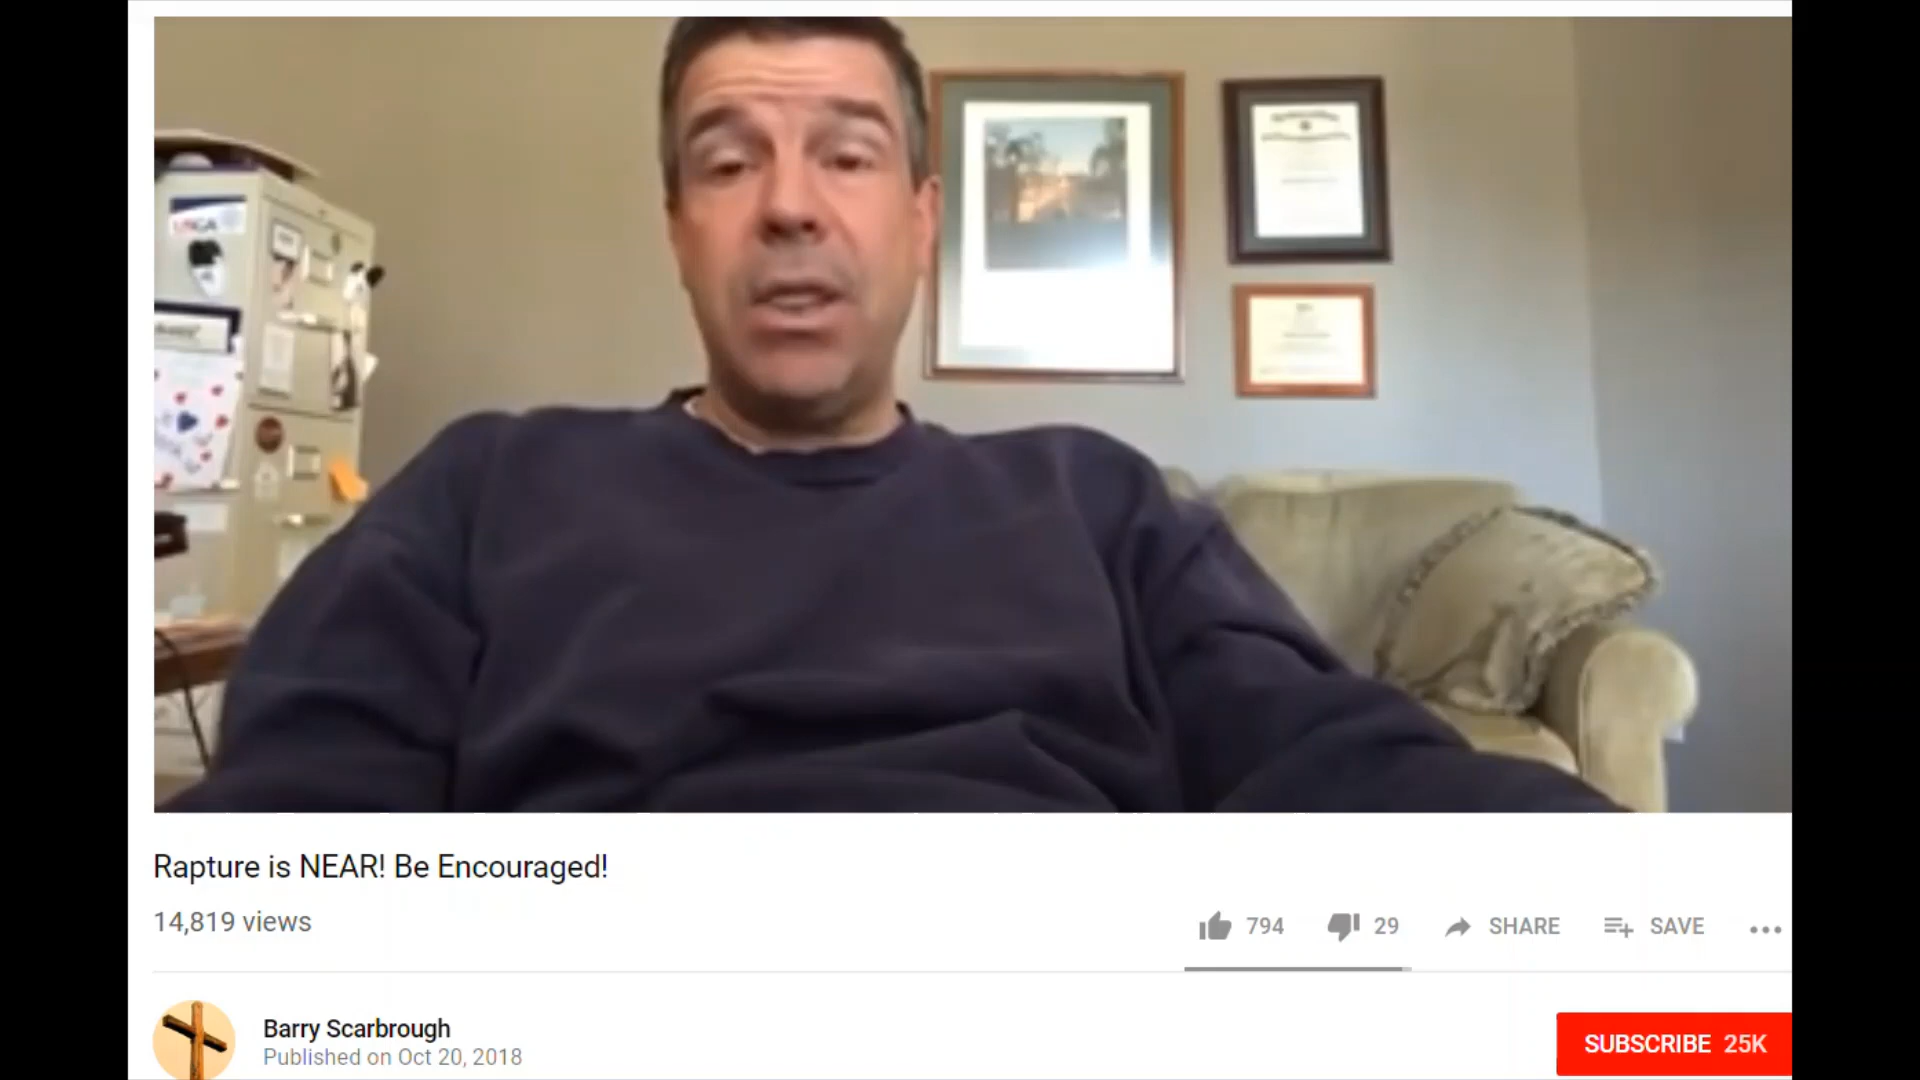 USGA
Rapture is NEAR! Be Encouraged!
14,819 views
794
29
SHARE
SAVE
Barry Scarbrough
Published on Oct 20, 2018
SUBSCRIBE 25K